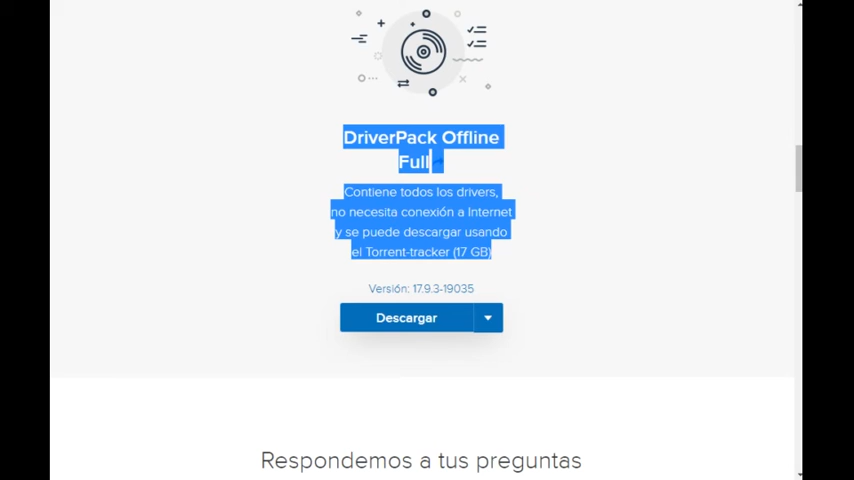 DriverPack Offline
Full
Contiene todos los drivers,
no necesita conexión a Internet
y se puede descargar usando
el Torrent-tracker (17 GB)
Versión: 17.9.3-19035
Descargar
Respondemos a tus preguntas